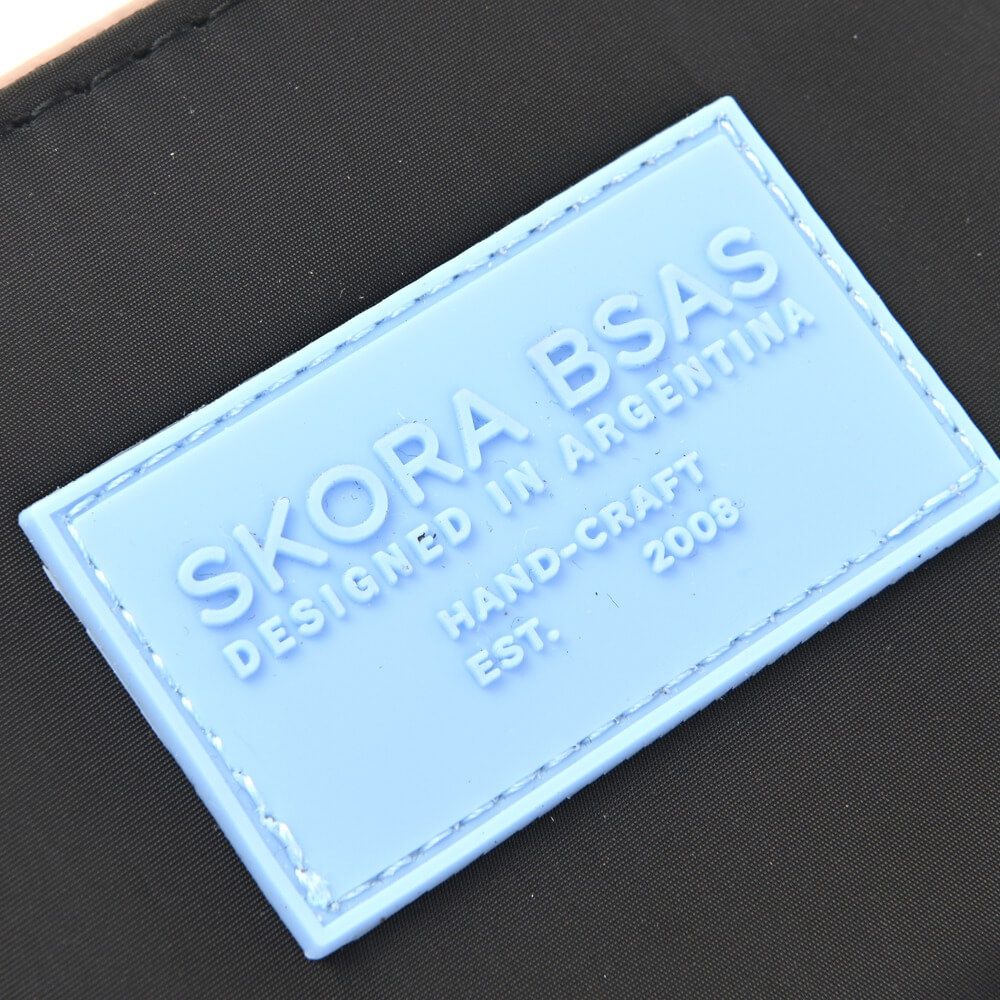 SKORA BSAS
DESIGNED IN ARGENTINA
HAND-CRAFT
EST. 2008